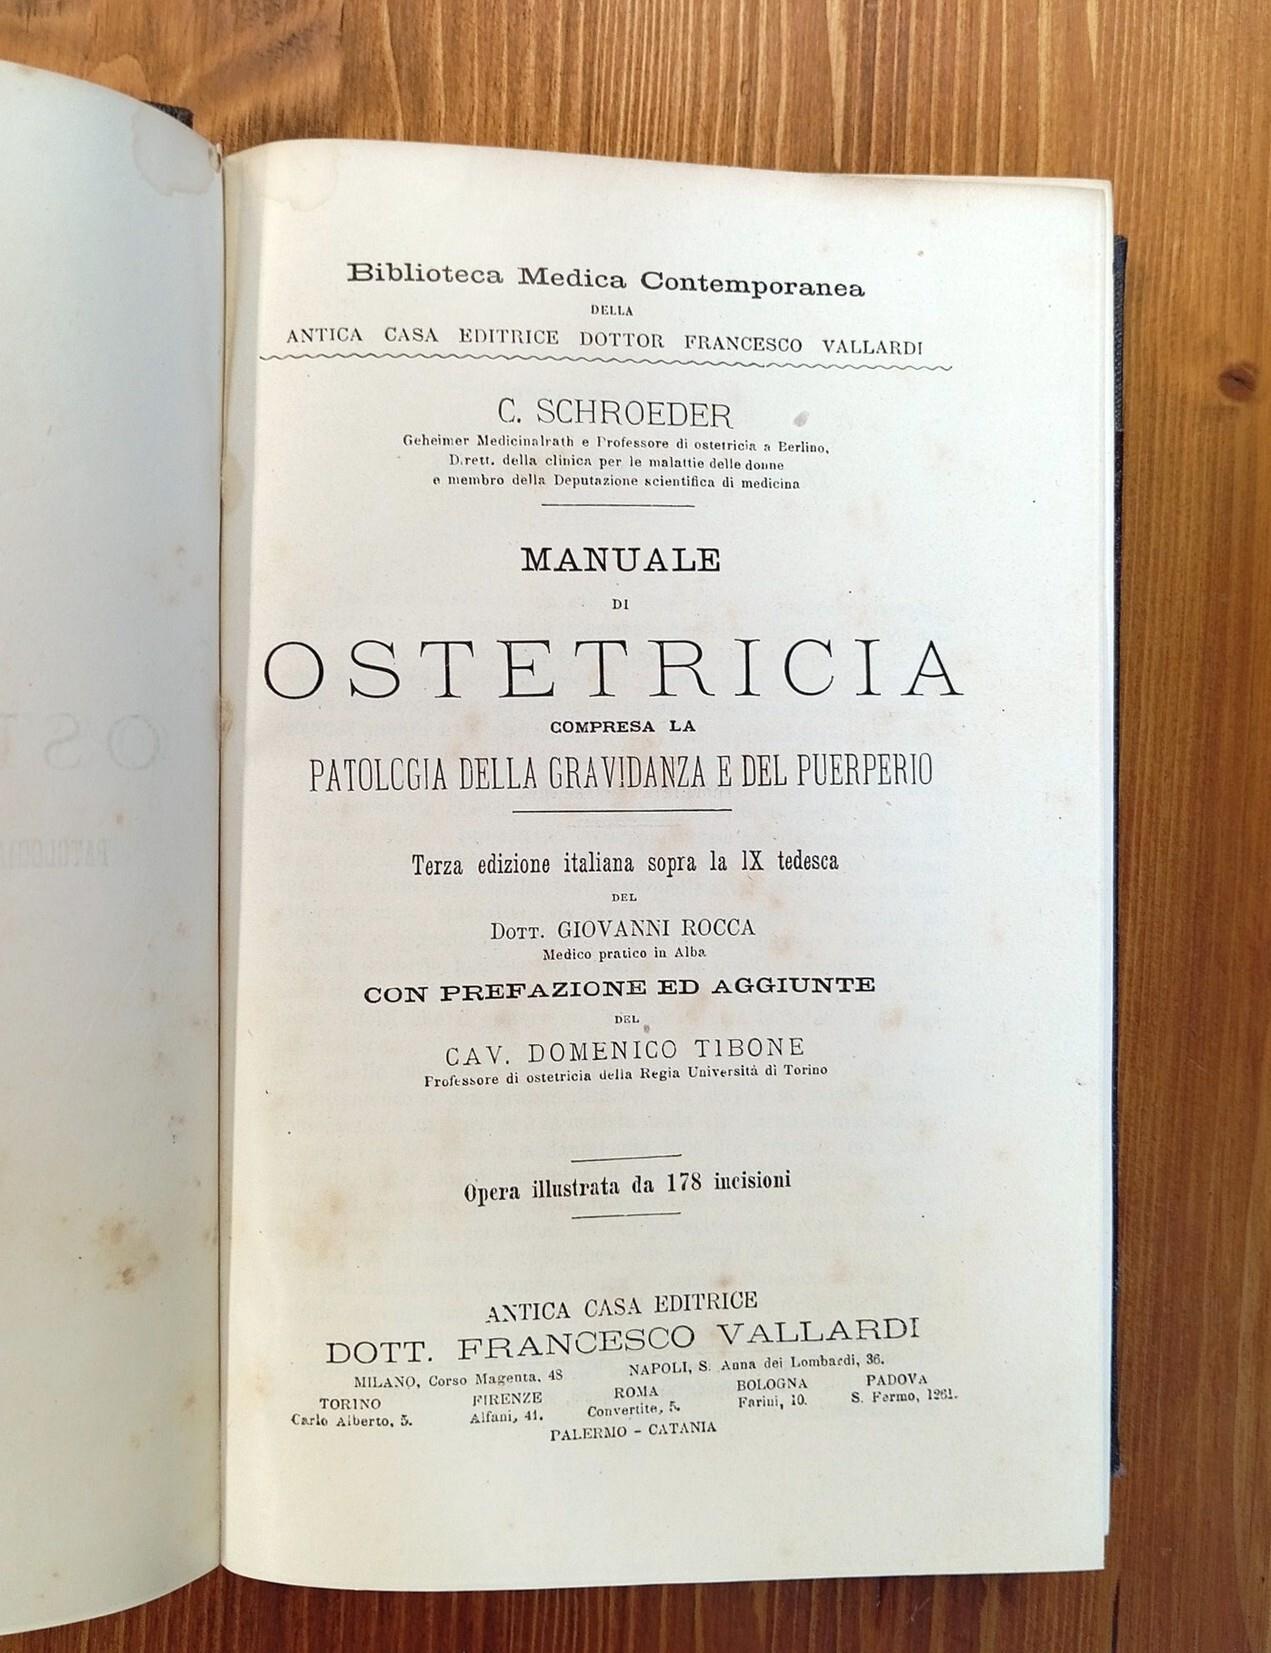 Biblioteca Medica Contemporanea
DELLA
ANTICA CASA EDITRICE DOTTOR FRANCESCO VALLARDI
C. SCHROEDER
Geheimer Medicinalrath e Professore di ostetricia a Berlino,
Dirett. della clinica per le malattie delle donne
e membro della Deputazione scientifica di medicina
MANUALE
DI
OSTETRICIA
COMPRESA LA
PATOLOGIA DELLA GRAVIDANZA E DEL PUERPERIO
Terza edizione italiana sopra la IX tedesca
DEL
DOTT. GIOVANNI ROCCA
Medico pratico in Alba
CON PREFAZIONE ED AGGIUNTE
DEL
CAV. DOMENICO TIBONE
Professore di ostetricia della Regia Università di Torino
Opera illustrata da 178 incisioni
ANTICA CASA EDITRICE
DOTT. FRANCESCO VALLARDI
MILANO, Corso Magenta, 48 NAPOLI, S. Anna dei Lombardi, 36.
TORINO FIRENZE ROMA BOLOGNA PADOVA
Carlo Alberto, 5. Alfani, 41. Convertite, 5. Farini, 10. S. Fermo, 1261.
PALERMO - CATANIA